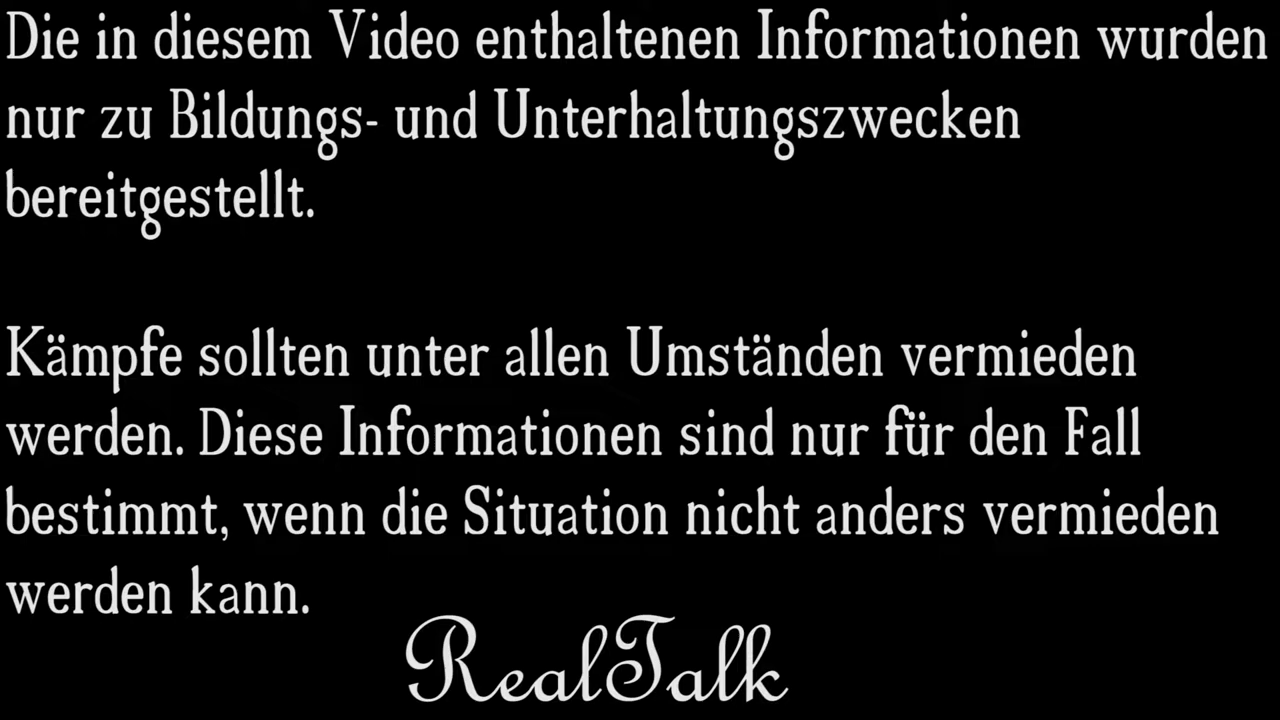 Die in diesem Video enthaltenen Informationen wurden
nur zu Bildungs- und Unterhaltungszwecken
bereitgestellt.
Kämpfe sollten unter allen Umständen vermieden
werden. Diese Informationen sind nur für den Fall
bestimmt, wenn die Situation nicht anders vermieden
werden kann.
RealTalk